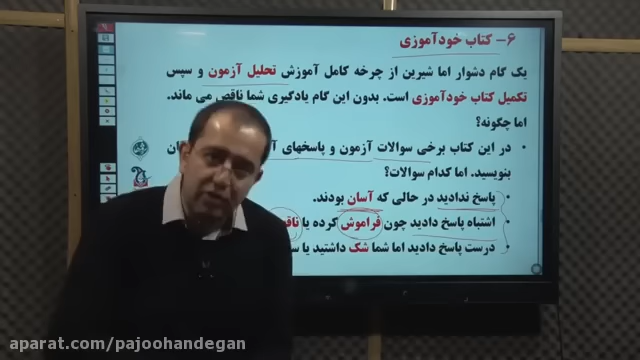 ۶- کتاب خودآموزی
یک گام دشوار اما شیرین از چرخه کامل آموزش تحلیل آزمون و سپس
تکمیل کتاب خودآموزی است. بدون این گام یادگیری شما ناقص می ماند.
اما چگونه؟
• در این کتاب برخی سوالات آزمون و پاسخهای
بنویسید. اما کدام سوالات؟
• پاسخ ندادید در حالی که آسان بودند.
• اشتباه پاسخ دادید چون فراموش کرده یا
• درست پاسخ دادید اما شما شک داشتید یا
aparat.com/pajoohandegan